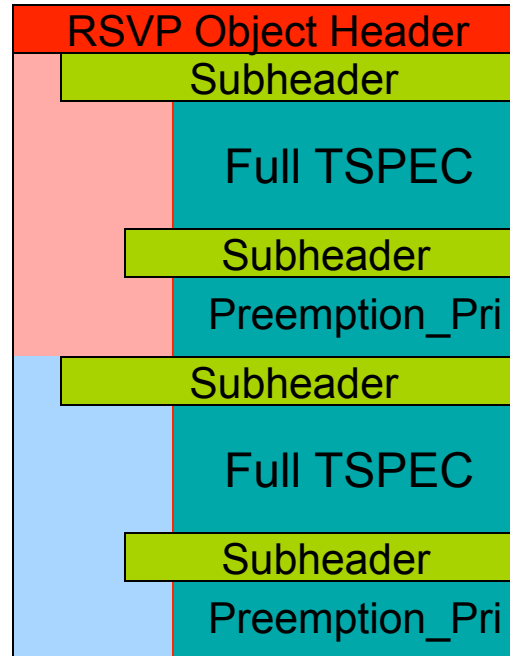 RSVP Object Header
Subheader
Full TSPEC
Subheader
Preemption_Pri
Subheader
Full TSPEC
Subheader
Preemption_Pri